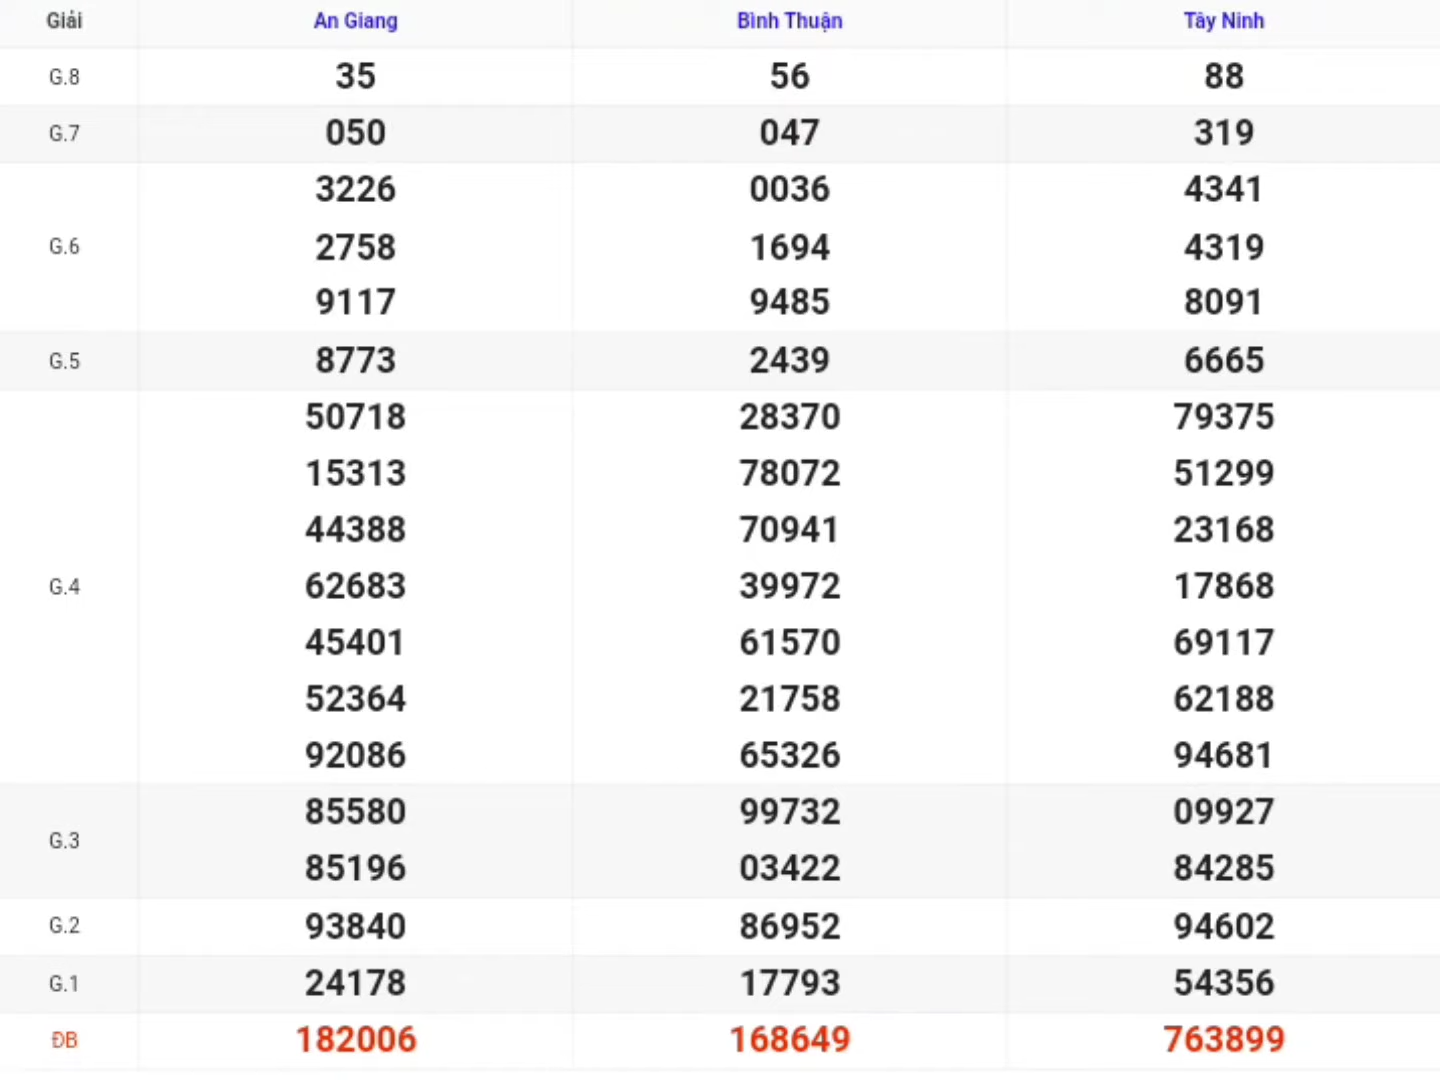 Giải An Giang Bình Thuận Tây Ninh
G.8 35 56 88
G.7 050 047 319
3226 0036 4341
G.6 2758 1694 4319
9117 9485 8091
G.5 8773 2439 6665
50718 28370 79375
15313 78072 51299
44388 70941 23168
G.4 62683 39972 17868
45401 61570 69117
52364 21758 62188
92086 65326 94681
85580 99732 09927
G.3
85196 03422 84285
G.2 93840 86952 94602
G.1 24178 17793 54356
ĐB 182006 168649 763899